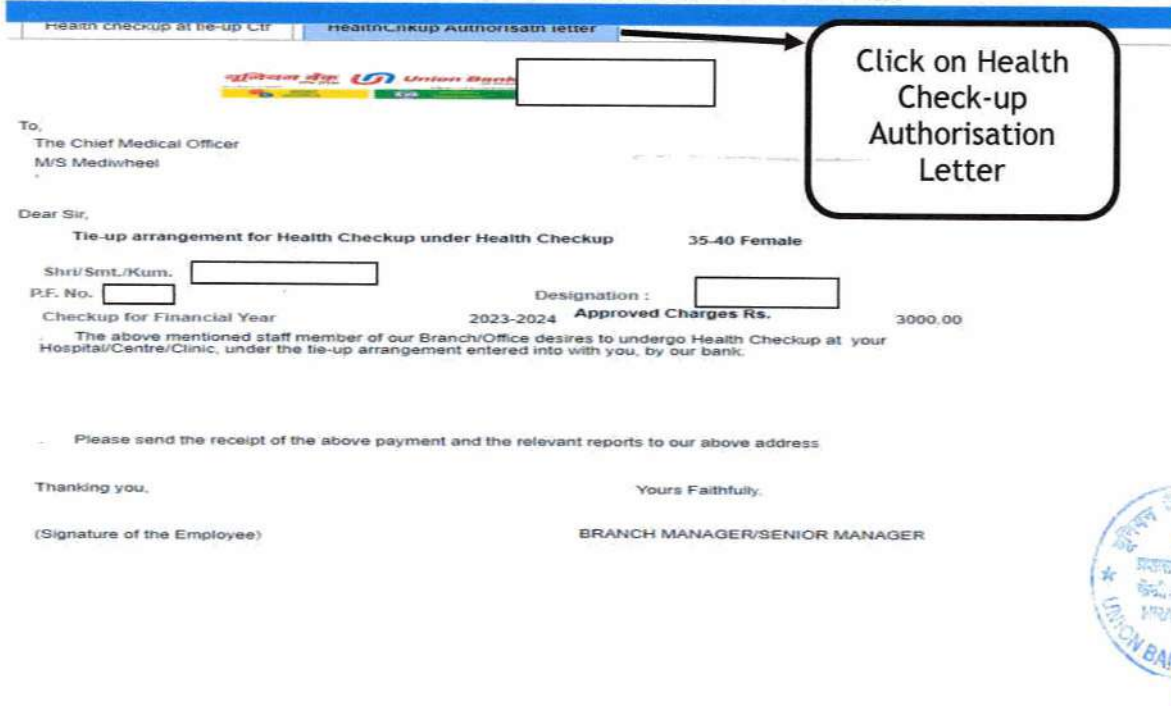 Health checkup at tie-up Ctr
HealthChkup Authorisatn letter
Click on Health
Check-up
Authorisation
Letter
यूनियन बैंक Union Bank
To,
The Chief Medical Officer
M/S Mediwheel
Dear Sir,
Tie-up arrangement for Health Checkup under Health Checkup 35-40 Female
Shri/Smt./Kum.
P.F. No. Designation :
Checkup for Financial Year 2023-2024 Approved Charges Rs. 3000.00
The above mentioned staff member of our Branch/Office desires to undergo Health Checkup at your
Hospital/Centre/Clinic, under the tie-up arrangement entered into with you, by our bank.
Please send the receipt of the above payment and the relevant reports to our above address
Thanking you, Yours Faithfully.
(Signature of the Employee) BRANCH MANAGER/SENIOR MANAGER
UNION